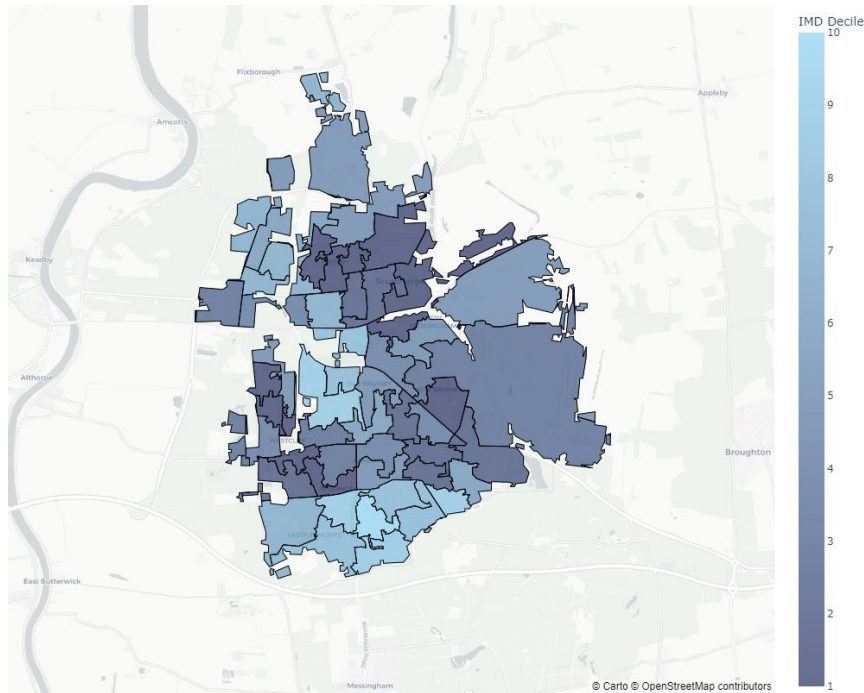 IMD Decile
10
9
8
7
6
5
4
3
2
1
Flixborough
Appleby
Amcotts
Keadby
Althorpe
Broughton
East Butterwick
Messingham
© Carto © OpenStreetMap contributors